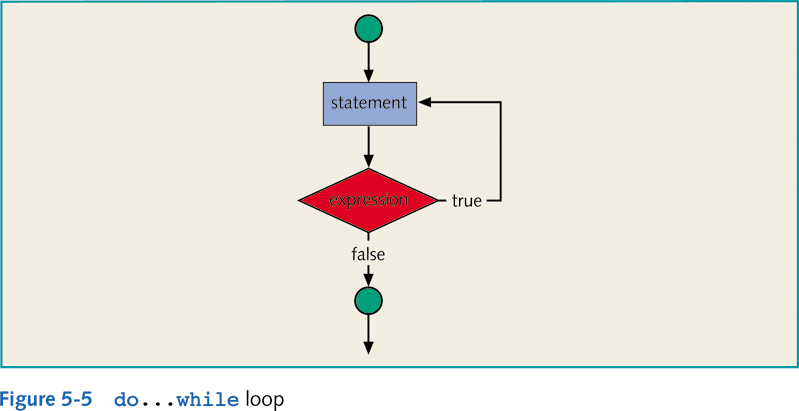 statement
expression
true
false
Figure 5-5 do...while loop